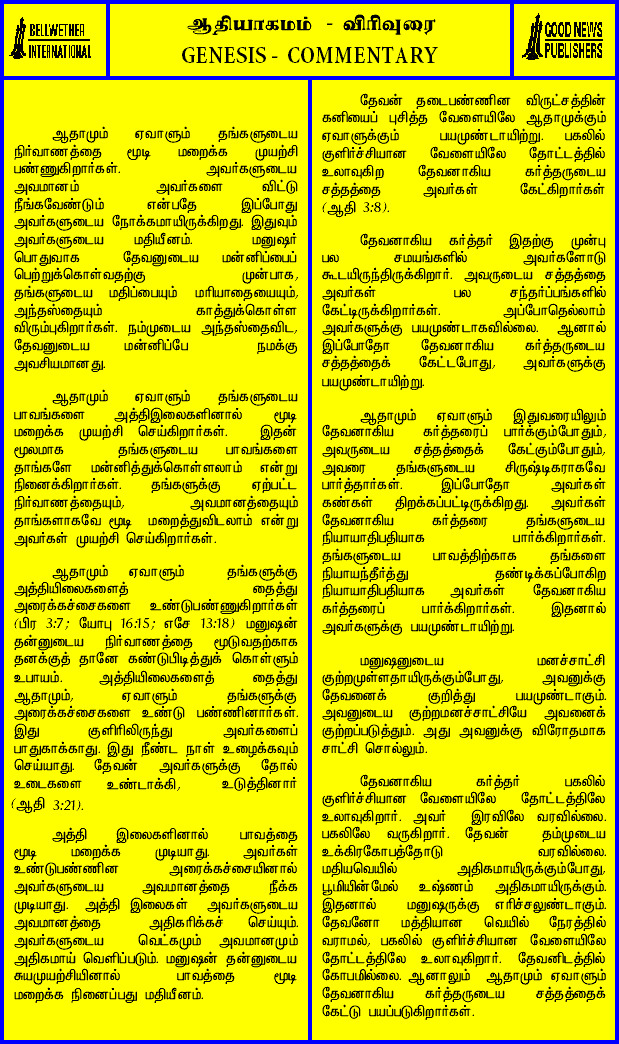 BELLWETHER
INTERNATIONAL
ஆதியாகமம் - விரிவுரை
GENESIS - COMMENTARY
GOOD NEWS
PUBLISHERS
ஆதாமும் ஏவாளும் தங்களுடைய
நிர்வாணத்தை மூடி மறைக்க முயற்சி
பண்ணுகிறார்கள். அவர்களுடைய
அவமானம் அவர்களை விட்டு
நீங்கவேண்டும் என்பதே இப்போது
அவர்களுடைய நோக்கமாயிருக்கிறது. இதுவும்
அவர்களுடைய மதியீனம். மனுஷர்
பொதுவாக தேவனுடைய மன்னிப்பைப்
பெற்றுக்கொள்வதற்கு முன்பாக,
தங்களுடைய மதிப்பையும் மரியாதையையும்,
அந்தஸ்தையும் காத்துக்கொள்ள
விரும்புகிறார்கள். நம்முடைய அந்தஸ்தைவிட,
தேவனுடைய மன்னிப்பே நமக்கு
அவசியமானது.
ஆதாமும் ஏவாளும் தங்களுடைய
பாவங்களை அத்திஇலைகளினால் மூடி
மறைக்க முயற்சி செய்கிறார்கள். இதன்
மூலமாக தங்களுடைய பாவங்களை
தாங்களே மன்னித்துக்கொள்ளலாம் என்று
நினைக்கிறார்கள். தங்களுக்கு ஏற்பட்ட
நிர்வாணத்தையும், அவமானத்தையும்
தாங்களாகவே மூடி மறைத்துவிடலாம் என்று
அவர்கள் முயற்சி செய்கிறார்கள்.
ஆதாமும் ஏவாளும் தங்களுக்கு
அத்தியிலைகளைத் தைத்து
அரைக்கச்சைகளை உண்டுபண்ணுகிறார்கள்
(பிர 3:7; யோபு 16:15; எசே 13:18) மனுஷன்
தன்னுடைய நிர்வாணத்தை மூடுவதற்காக
தனக்குத் தானே கண்டுபிடித்துக் கொள்ளும்
உபாயம். அத்தியிலைகளைத் தைத்து
ஆதாமும், ஏவாளும் தங்களுக்கு
அரைக்கச்சைகளை உண்டு பண்ணினார்கள்.
இது குளிரிலிருந்து அவர்களைப்
பாதுகாக்காது. இது நீண்ட நாள் உழைக்கவும்
செய்யாது. தேவன் அவர்களுக்கு தோல்
உடைகளை உண்டாக்கி, உடுத்தினார்
(ஆதி 3:21).
அத்தி இலைகளினால் பாவத்தை
மூடி மறைக்க முடியாது. அவர்கள்
உண்டுபண்ணின அரைக்கச்சையினால்
அவர்களுடைய அவமானத்தை நீக்க
முடியாது. அத்தி இலைகள் அவர்களுடைய
அவமானத்தை அதிகரிக்கச் செய்யும்.
அவர்களுடைய வெட்கமும் அவமானமும்
அதிகமாய் வெளிப்படும். மனுஷன் தன்னுடைய
சுயமுயற்சியினால் பாவத்தை மூடி
மறைக்க நினைப்பது மதியீனம்.
தேவன் தடைபண்ணின விருட்சத்தின்
கனியைப் புசித்த வேளையிலே ஆதாமுக்கும்
ஏவாளுக்கும் பயமுண்டாயிற்று. பகலில்
குளிர்ச்சியான வேளையிலே தோட்டத்தில்
உலாவுகிற தேவனாகிய கர்த்தருடைய
சத்தத்தை அவர்கள் கேட்கிறார்கள்
(ஆதி 3:8).
தேவனாகிய கர்த்தர் இதற்கு முன்பு
பல சமயங்களில் அவர்களோடு
கூடயிருந்திருக்கிறார். அவருடைய சத்தத்தை
அவர்கள் பல சந்தர்ப்பங்களில்
கேட்டிருக்கிறார்கள். அப்போதெல்லாம்
அவர்களுக்கு பயமுண்டாகவில்லை. ஆனால்
இப்போதோ தேவனாகிய கர்த்தருடைய
சத்தத்தைக் கேட்டபோது, அவர்களுக்கு
பயமுண்டாயிற்று.
ஆதாமும் ஏவாளும் இதுவரையிலும்
தேவனாகிய கர்த்தரைப் பார்க்கும்போதும்,
அவருடைய சத்தத்தைக் கேட்கும்போதும்,
அவரை தங்களுடைய சிருஷ்டிகராகவே
பார்த்தார்கள். இப்போதோ அவர்கள்
கண்கள் திறக்கப்பட்டிருக்கிறது. அவர்கள்
தேவனாகிய கர்த்தரை தங்களுடைய
நியாயாதிபதியாக பார்க்கிறார்கள்.
தங்களுடைய பாவத்திற்காக தங்களை
நியாயந்தீர்த்து தண்டிக்கப்போகிற
நியாயாதிபதியாக அவர்கள் தேவனாகிய
கர்த்தரைப் பார்க்கிறார்கள். இதனால்
அவர்களுக்கு பயமுண்டாயிற்று.
மனுஷனுடைய மனச்சாட்சி
குற்றமுள்ளதாயிருக்கும்போது, அவனுக்கு
தேவனைக் குறித்து பயமுண்டாகும்.
அவனுடைய குற்றமனச்சாட்சியே அவனைக்
குற்றப்படுத்தும். அது அவனுக்கு விரோதமாக
சாட்சி சொல்லும்.
தேவனாகிய கர்த்தர் பகலில்
குளிர்ச்சியான வேளையிலே தோட்டத்திலே
உலாவுகிறார். அவர் இரவிலே வரவில்லை.
பகலிலே வருகிறார். தேவன் தம்முடைய
உக்கிரகோபத்தோடு வரவில்லை.
மதியவெயில் அதிகமாயிருக்கும்போது,
பூமியின்மேல் உஷ்ணம் அதிகமாயிருக்கும்.
இதனால் மனுஷருக்கு எரிச்சலுண்டாகும்.
தேவனோ மத்தியான வெயில் நேரத்தில்
வராமல், பகலில் குளிர்ச்சியான வேளையிலே
தோட்டத்திலே உலாவுகிறார். தேவனிடத்தில்
கோபமில்லை. ஆனாலும் ஆதாமும் ஏவாளும்
தேவனாகிய கர்த்தருடைய சத்தத்தைக்
கேட்டு பயப்படுகிறார்கள்.